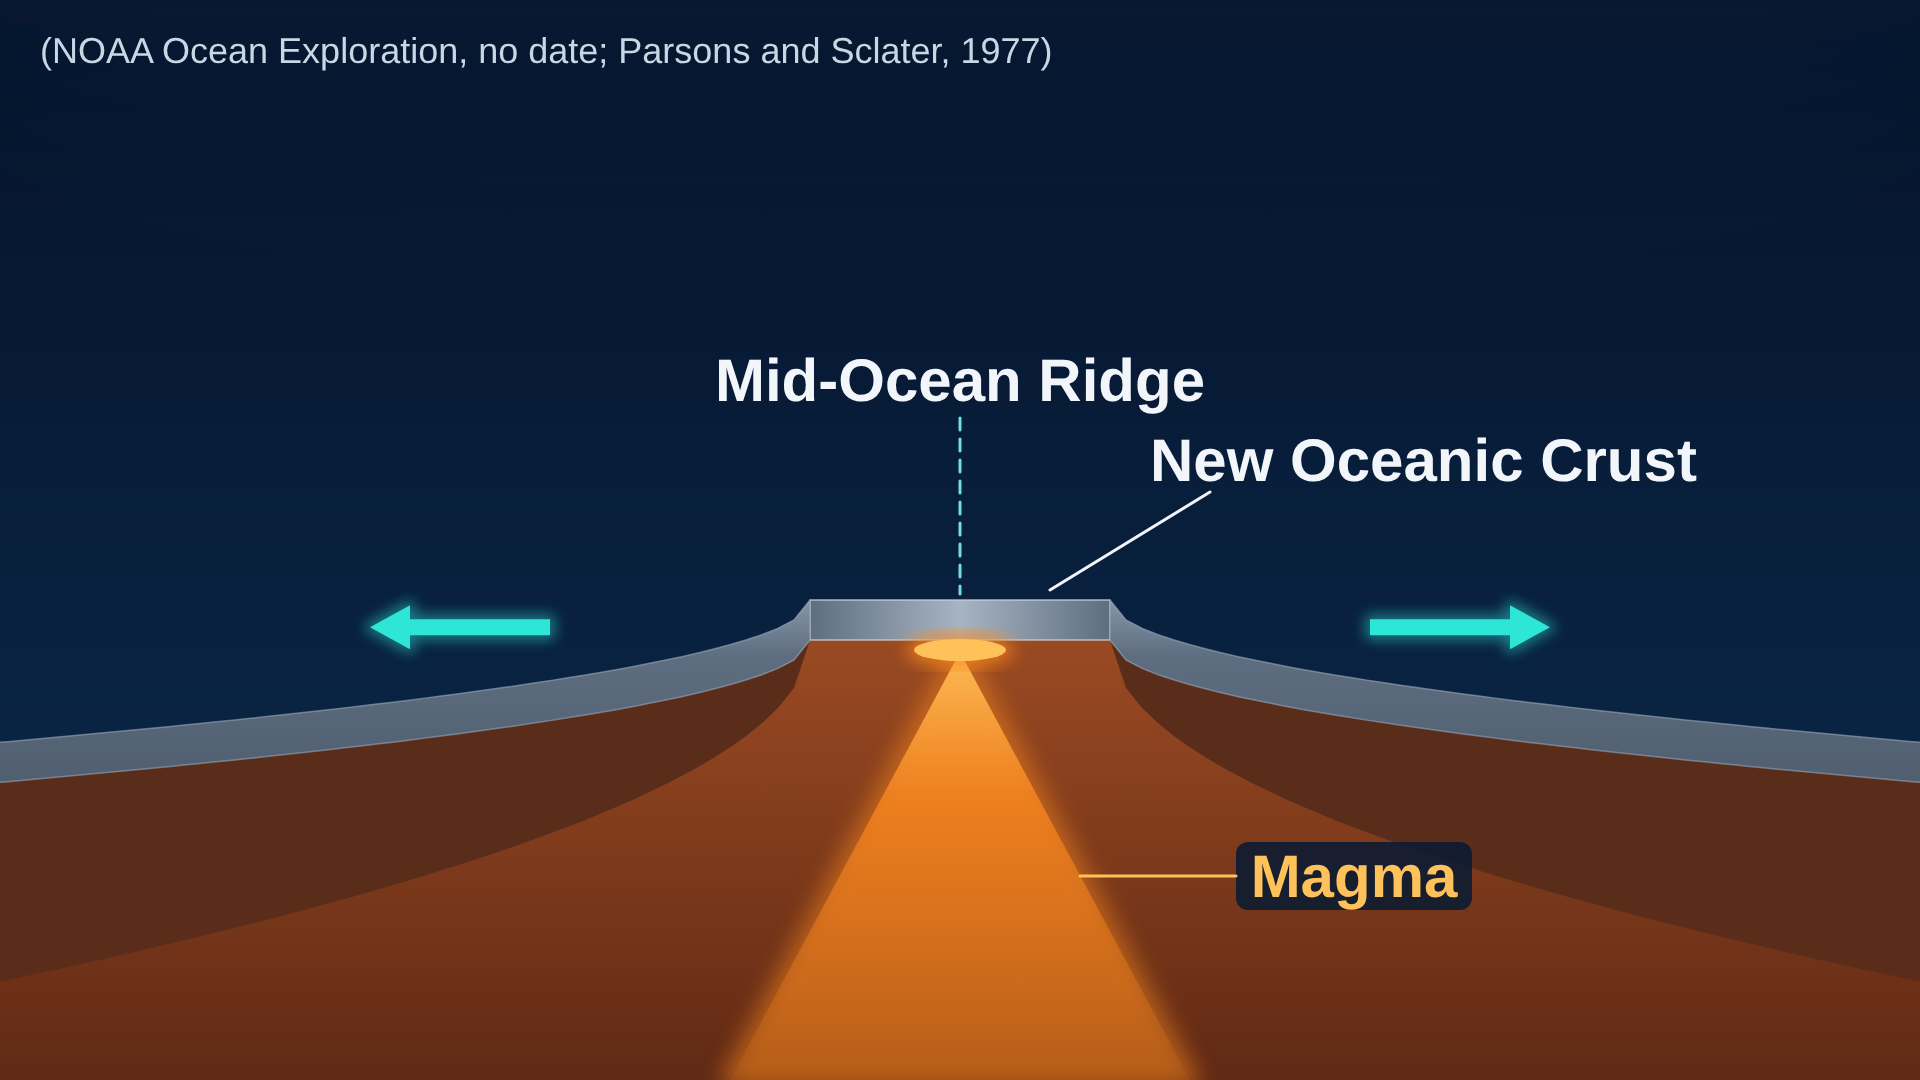 (NOAA Ocean Exploration, no date; Parsons and Sclater, 1977)
Mid-Ocean Ridge
New Oceanic Crust
Magma